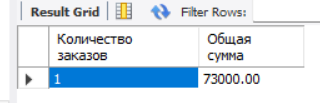 Result Grid Filter Rows:
Количество Общая
заказов сумма
1 73000.00